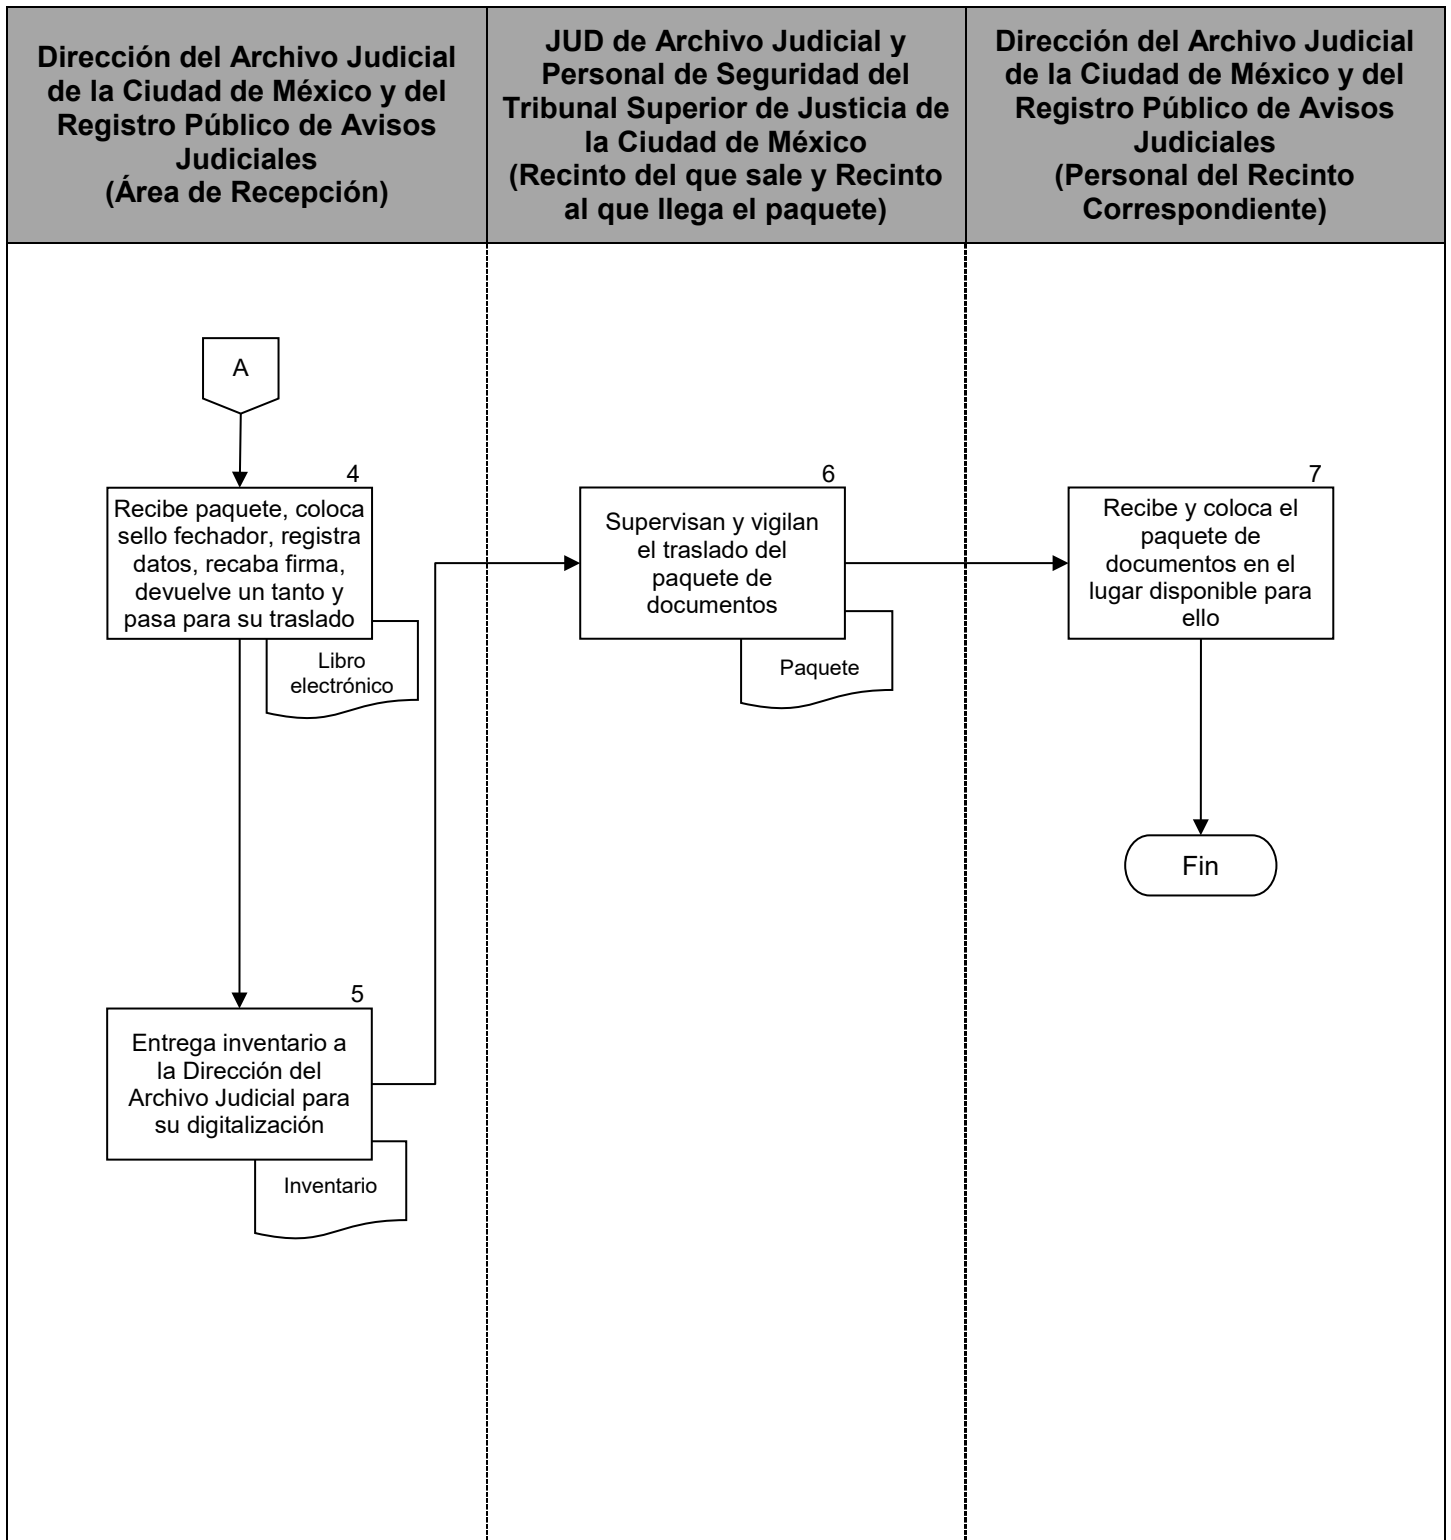 Dirección del Archivo Judicial
de la Ciudad de México y del
Registro Público de Avisos
Judiciales
(Área de Recepción)
JUD de Archivo Judicial y
Personal de Seguridad del
Tribunal Superior de Justicia de
la Ciudad de México
(Recinto del que sale y Recinto
al que llega el paquete)
Dirección del Archivo Judicial
de la Ciudad de México y del
Registro Público de Avisos
Judiciales
(Personal del Recinto
Correspondiente)
A
4
Recibe paquete, coloca
sello fechador, registra
datos, recaba firma,
devuelve un tanto y
pasa para su traslado
Libro
electrónico
5
Entrega inventario a
la Dirección del
Archivo Judicial para
su digitalización
Inventario
6
Supervisan y vigilan
el traslado del
paquete de
documentos
Paquete
7
Recibe y coloca el
paquete de
documentos en el
lugar disponible para
ello
Fin